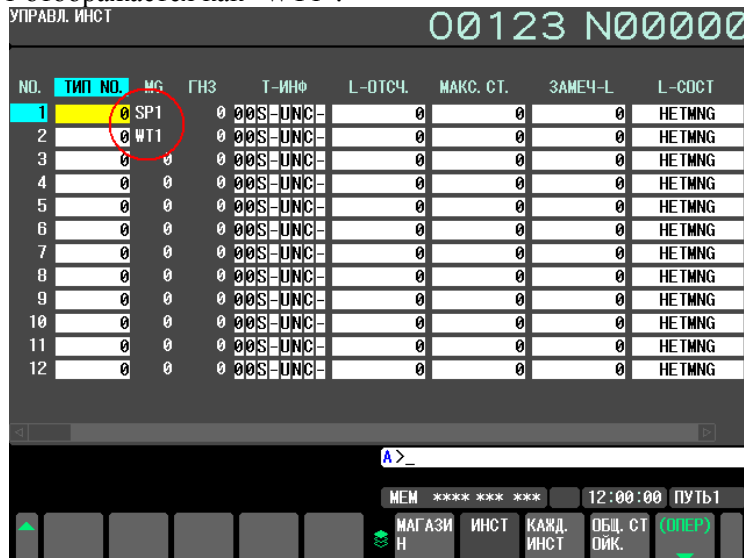 УПРАВЛ. ИНСТ
O0123 N00000
NO. ТИП NO. MG ГНЗ Т-ИНФ L-ОТСЧ. МАКС. СТ. ЗАМЕЧ-L L-СОСТ
1 0 SP1 0 00S-UNC- 0 0 0 НЕТMNG
2 0 WT1 0 00S-UNC- 0 0 0 НЕТMNG
3 0 0 0 00S-UNC- 0 0 0 НЕТMNG
4 0 0 0 00S-UNC- 0 0 0 НЕТMNG
5 0 0 0 00S-UNC- 0 0 0 НЕТMNG
6 0 0 0 00S-UNC- 0 0 0 НЕТMNG
7 0 0 0 00S-UNC- 0 0 0 НЕТMNG
8 0 0 0 00S-UNC- 0 0 0 НЕТMNG
9 0 0 0 00S-UNC- 0 0 0 НЕТMNG
10 0 0 0 00S-UNC- 0 0 0 НЕТMNG
11 0 0 0 00S-UNC- 0 0 0 НЕТMNG
12 0 0 0 00S-UNC- 0 0 0 НЕТMNG
A>_
MEM **** *** *** 12:00:00 ПУТЬ1
МАГАЗИ ИНСТ КАЖД. ОБЩ. СТ (ОПЕР)
Н ИНСТ ОЙК.